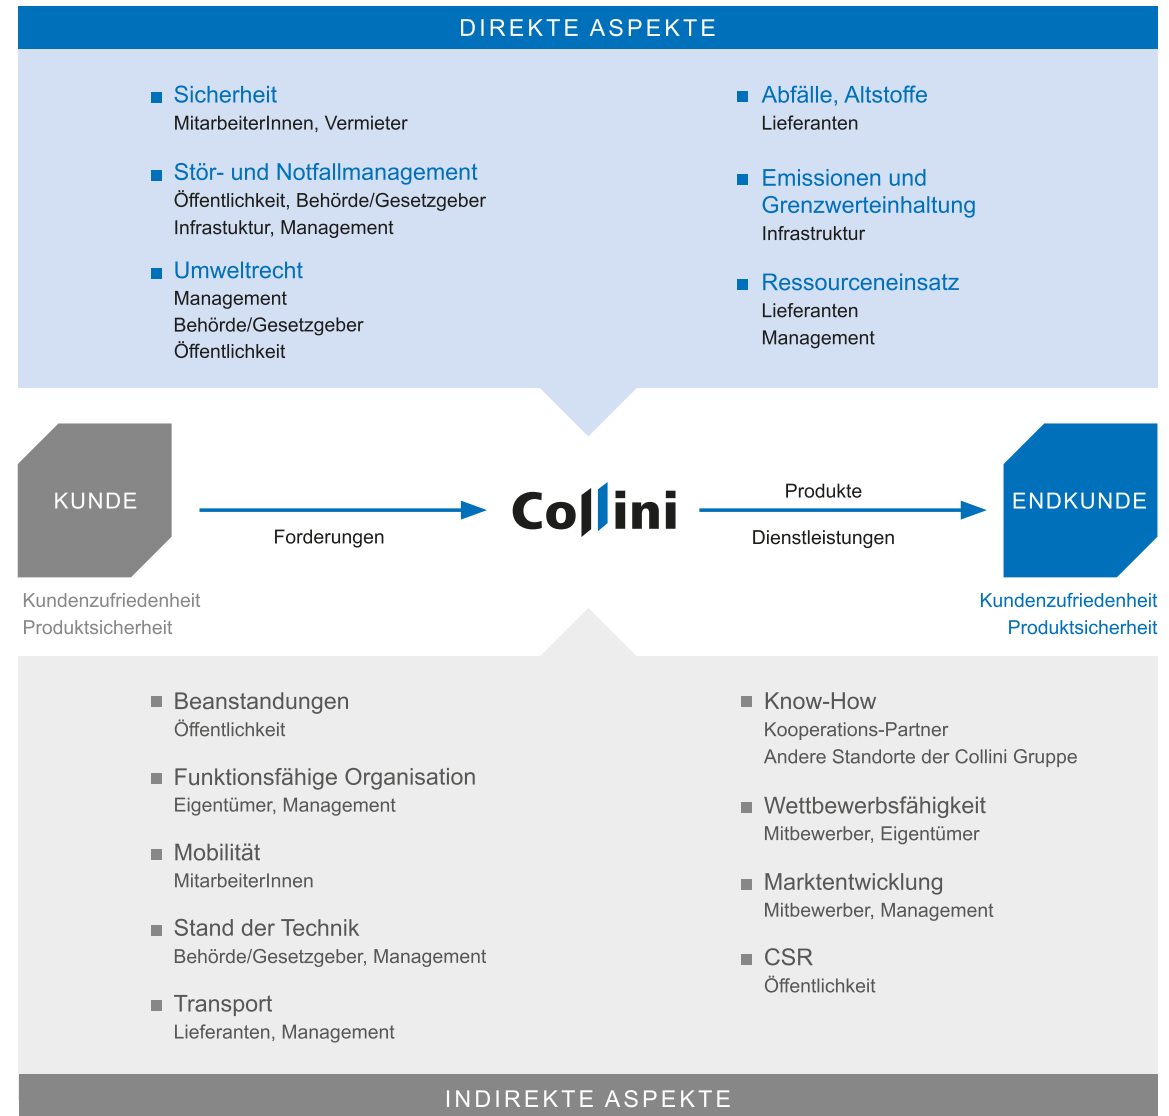 DIREKTE ASPEKTE
Sicherheit
MitarbeiterInnen, Vermieter
Stör- und Notfallmanagement
Öffentlichkeit, Behörde/Gesetzgeber
Infrastuktur, Management
Umweltrecht
Management
Behörde/Gesetzgeber
Öffentlichkeit
Abfälle, Altstoffe
Lieferanten
Emissionen und
Grenzwerteinhaltung
Infrastruktur
Ressourceneinsatz
Lieferanten
Management
KUNDE
Kundenzufriedenheit
Produktsicherheit
Forderungen
Collini
Produkte
Dienstleistungen
ENDKUNDE
Kundenzufriedenheit
Produktsicherheit
Beanstandungen
Öffentlichkeit
Funktionsfähige Organisation
Eigentümer, Management
Mobilität
MitarbeiterInnen
Stand der Technik
Behörde/Gesetzgeber, Management
Transport
Lieferanten, Management
Know-How
Kooperations-Partner
Andere Standorte der Collini Gruppe
Wettbewerbsfähigkeit
Mitbewerber, Eigentümer
Marktentwicklung
Mitbewerber, Management
CSR
Öffentlichkeit
INDIREKTE ASPEKTE